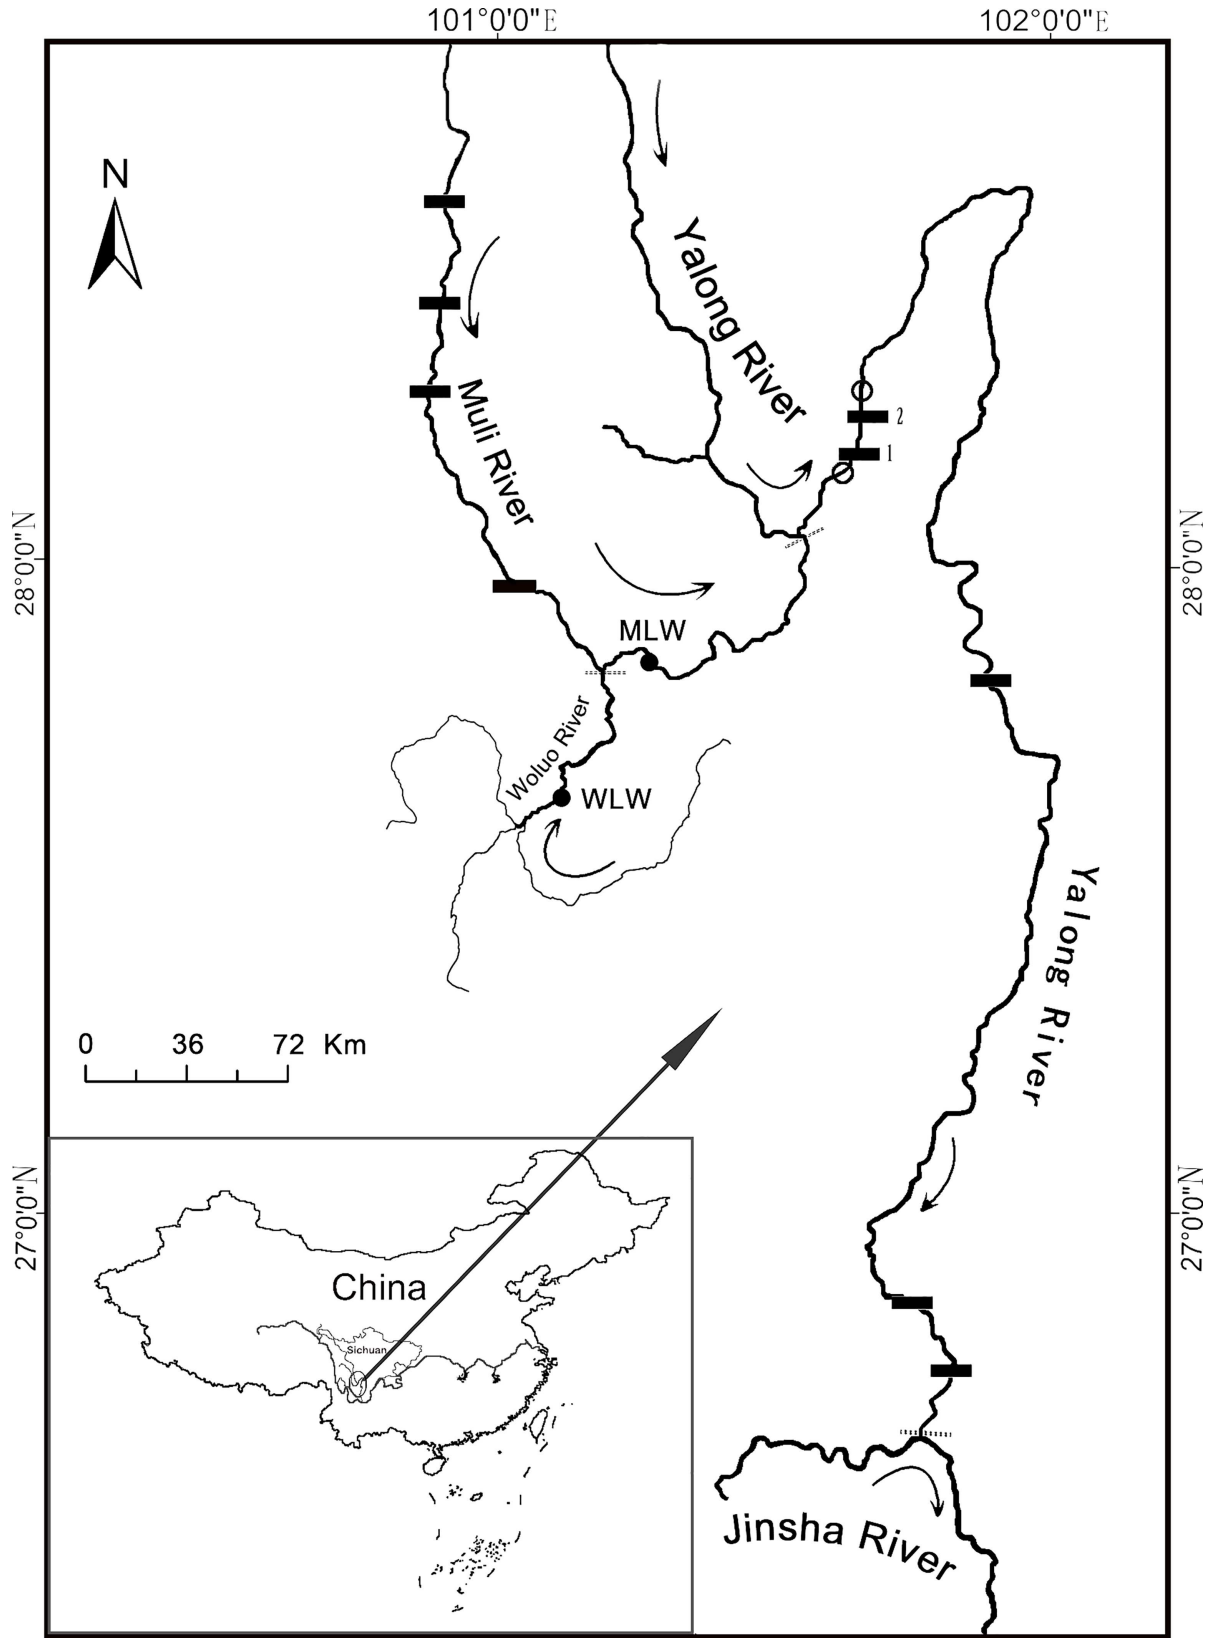 101°0'0"E
102°0'0"E
N
Yalong River
Muli River
2
1
28°0'0"N
28°0'0"N
MLW
Woluo River
WLW
Yalong River
0 36 72 Km
27°0'0"N
27°0'0"N
China
Sichuan
Jinsha River